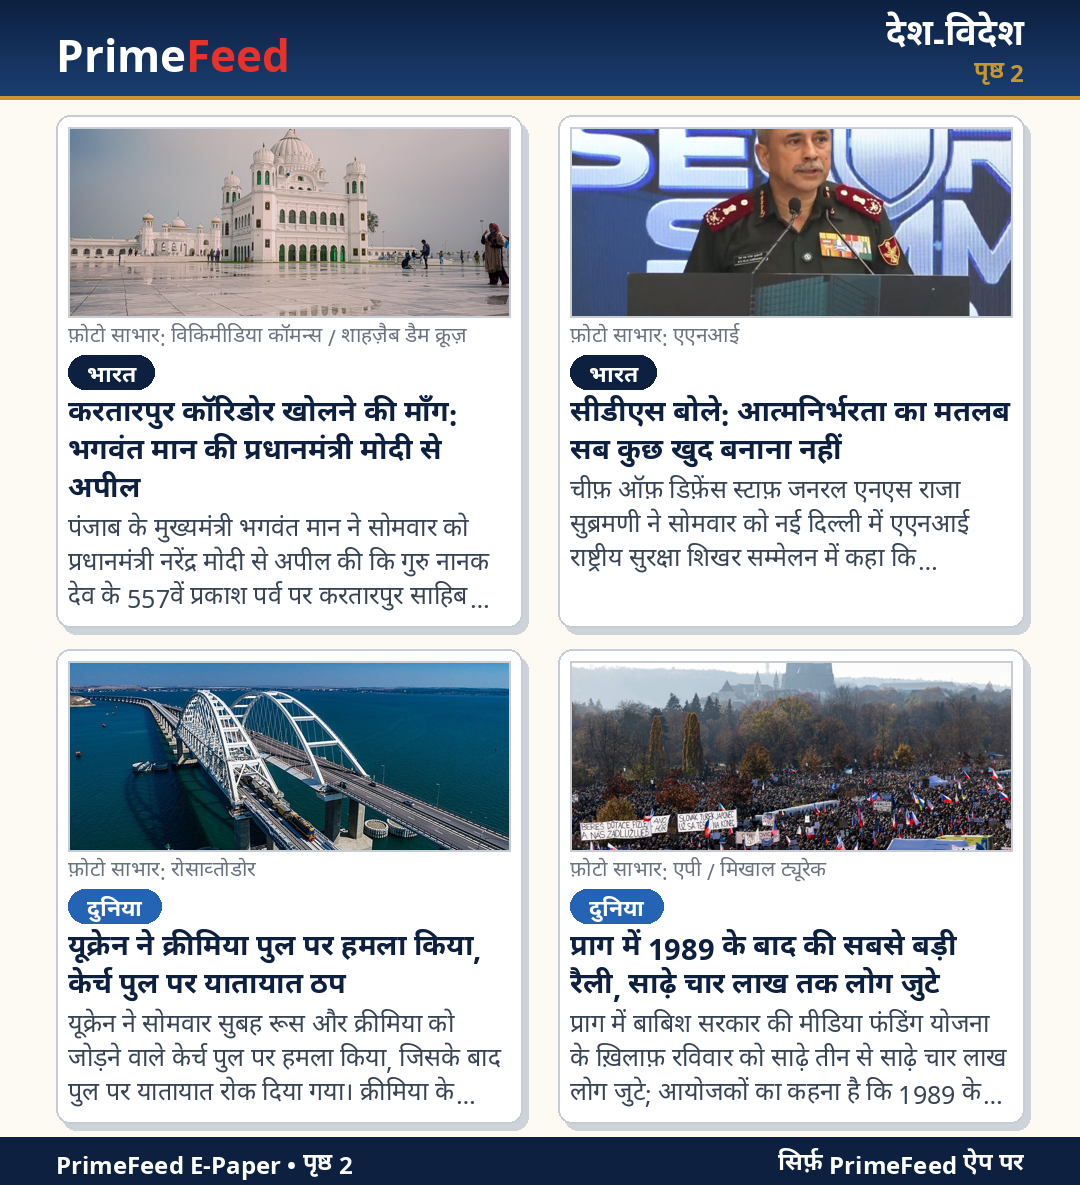 PrimeFeed
देश-विदेश
पृष्ठ 2
फ़ोटो साभार: विकिमीडिया कॉमन्स / शाहज़ैब डैम क्रूज़
भारत
करतारपुर कॉरिडोर खोलने की माँग:
भगवंत मान की प्रधानमंत्री मोदी से
अपील
पंजाब के मुख्यमंत्री भगवंत मान ने सोमवार को
प्रधानमंत्री नरेंद्र मोदी से अपील की कि गुरु नानक
देव के 557वें प्रकाश पर्व पर करतारपुर साहिब...
फ़ोटो साभार: एएनआई
भारत
सीडीएस बोले: आत्मनिर्भरता का मतलब
सब कुछ खुद बनाना नहीं
चीफ़ ऑफ़ डिफ़ेंस स्टाफ़ जनरल एनएस राजा
सुब्रमणी ने सोमवार को नई दिल्ली में एएनआई
राष्ट्रीय सुरक्षा शिखर सम्मेलन में कहा कि...
फ़ोटो साभार: रोसाव्तोडोर
दुनिया
यूक्रेन ने क्रीमिया पुल पर हमला किया,
केर्च पुल पर यातायात ठप
यूक्रेन ने सोमवार सुबह रूस और क्रीमिया को
जोड़ने वाले केर्च पुल पर हमला किया, जिसके बाद
पुल पर यातायात रोक दिया गया। क्रीमिया के...
फ़ोटो साभार: एपी / मिखाल ट्यूरेक
दुनिया
प्राग में 1989 के बाद की सबसे बड़ी
रैली, साढ़े चार लाख तक लोग जुटे
प्राग में बाबिश सरकार की मीडिया फंडिंग योजना
के ख़िलाफ़ रविवार को साढ़े तीन से साढ़े चार लाख
लोग जुटे; आयोजकों का कहना है कि 1989 के...
PrimeFeed E-Paper • पृष्ठ 2
सिर्फ़ PrimeFeed ऐप पर